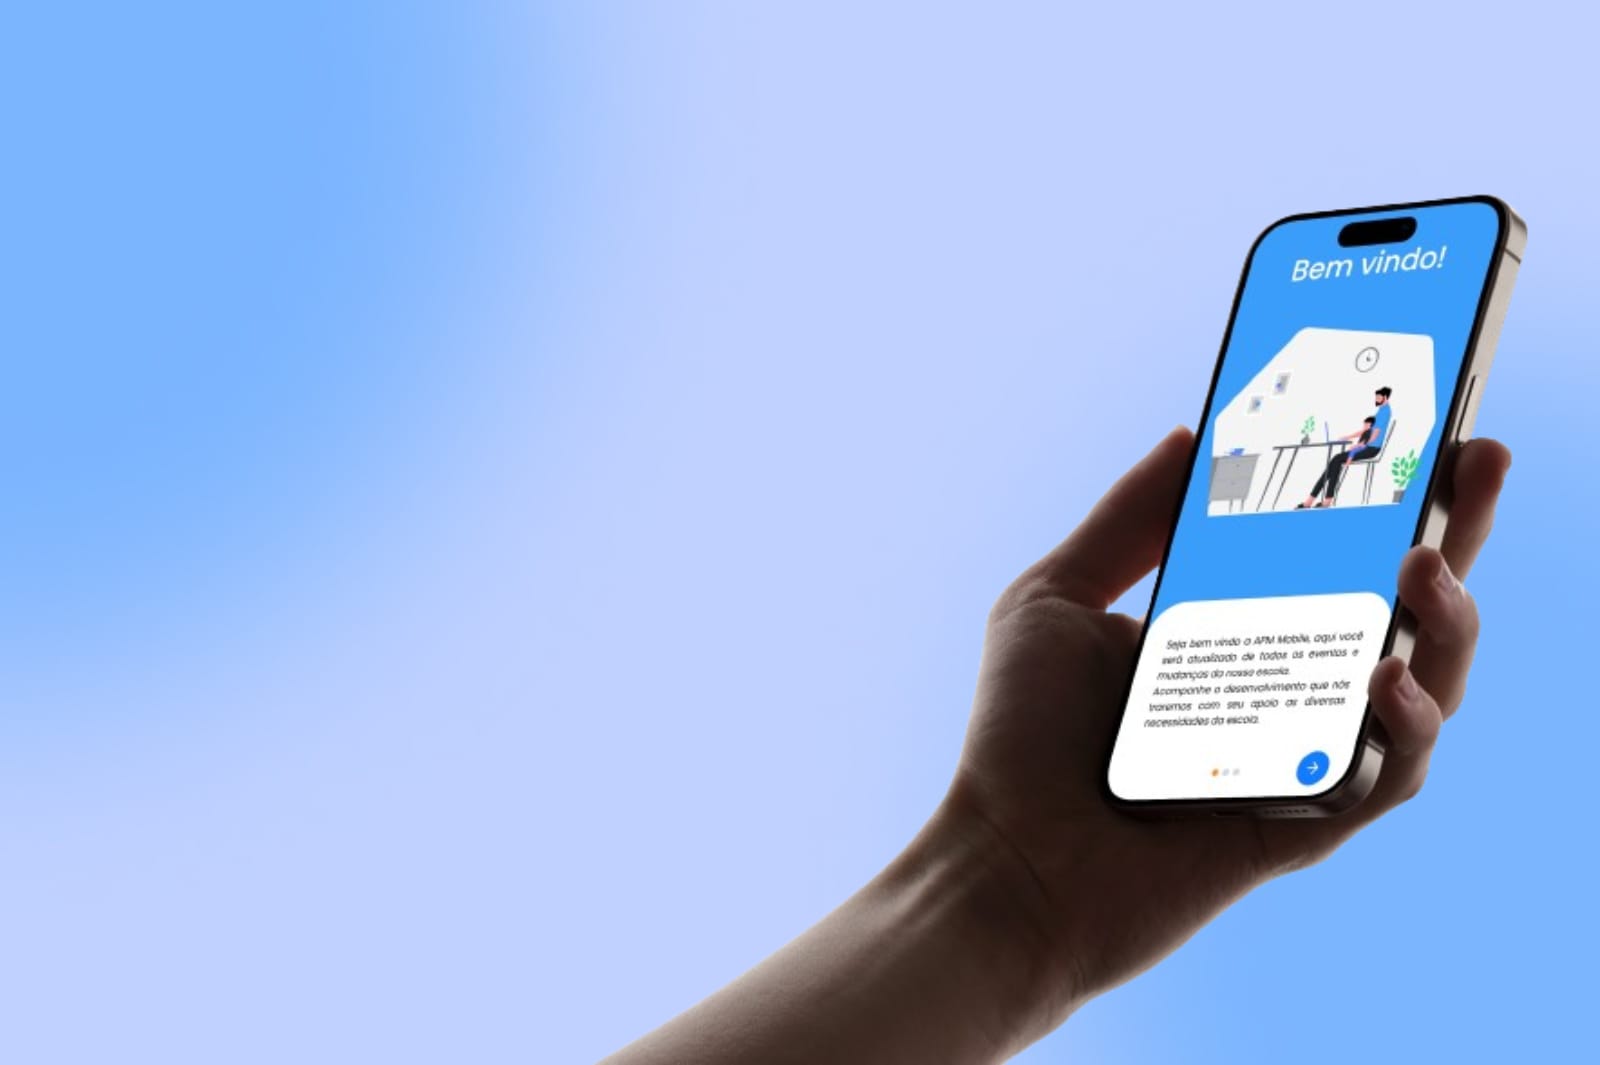 Bem vindo!
Seja bem vindo a APM Mobile, aqui você
será atualizado de todos os eventos e
mudanças da nossa escola.
Acompanhe o desenvolvimento que nós
traremos com seu apoio as diversas
necessidades da escola.